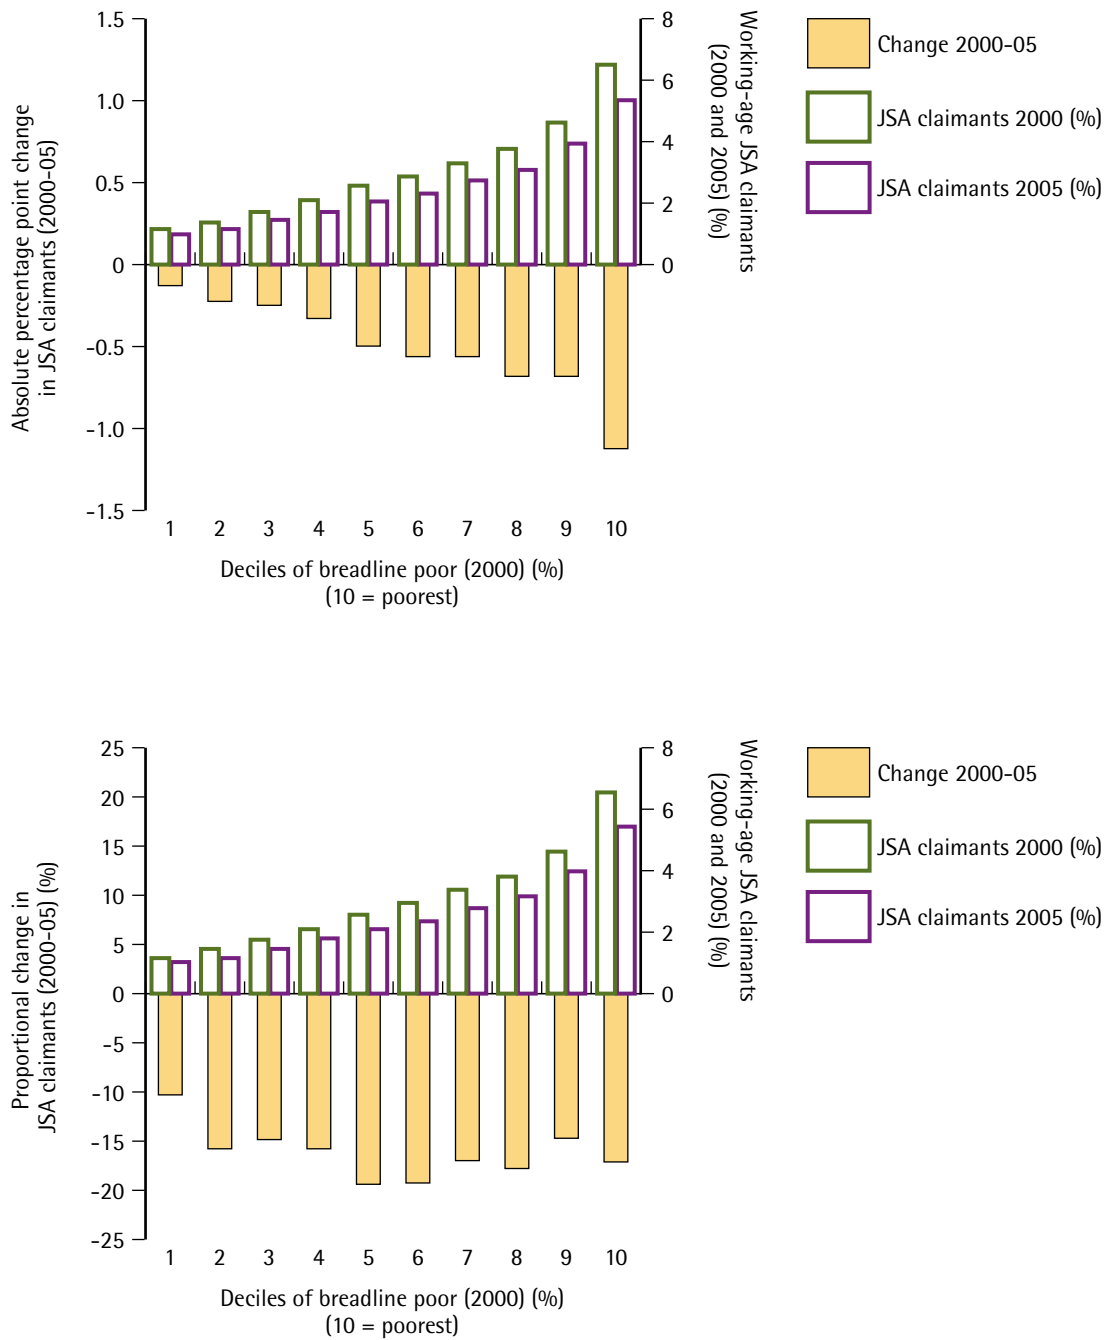 Absolute percentage point change
in JSA claimants (2000-05)
1.5
1.0
0.5
0
-0.5
-1.0
-1.5
8
6
4
2
0
Working-age JSA claimants
(2000 and 2005) (%)
Change 2000-05
JSA claimants 2000 (%)
JSA claimants 2005 (%)
1 2 3 4 5 6 7 8 9 10
Deciles of breadline poor (2000) (%)
(10 = poorest)
Proportional change in
JSA claimants (2000-05) (%)
25
20
15
10
5
0
-5
-10
-15
-20
-25
8
6
4
2
0
Working-age JSA claimants
(2000 and 2005) (%)
Change 2000-05
JSA claimants 2000 (%)
JSA claimants 2005 (%)
1 2 3 4 5 6 7 8 9 10
Deciles of breadline poor (2000) (%)
(10 = poorest)